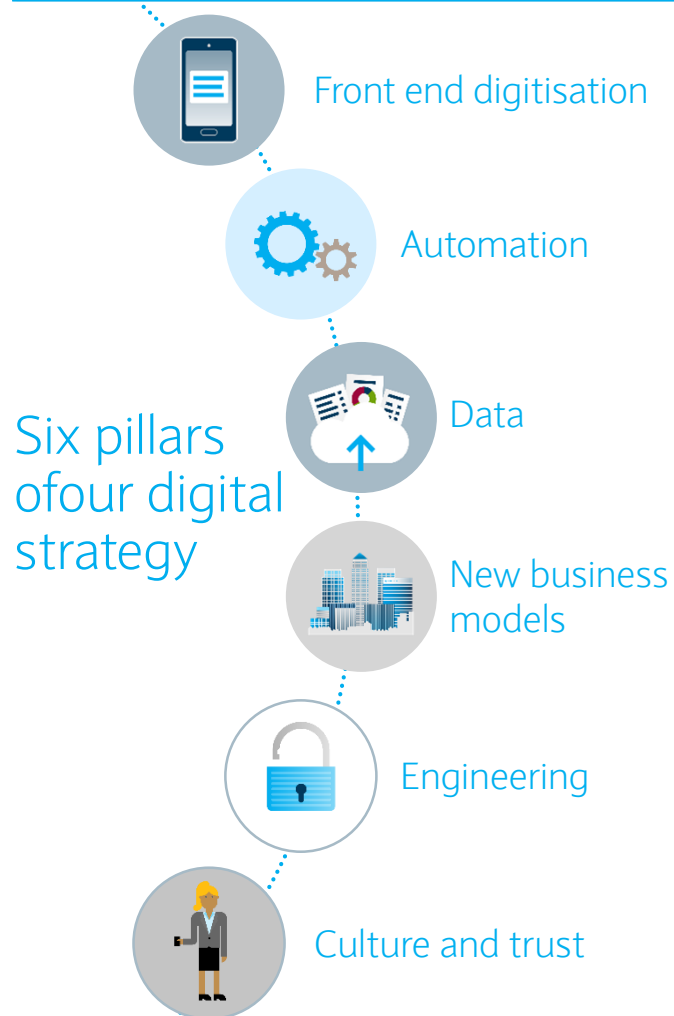 Front end digitisation
Automation
Data
Six pillars
ofour digital
strategy
New business
models
Engineering
Culture and trust